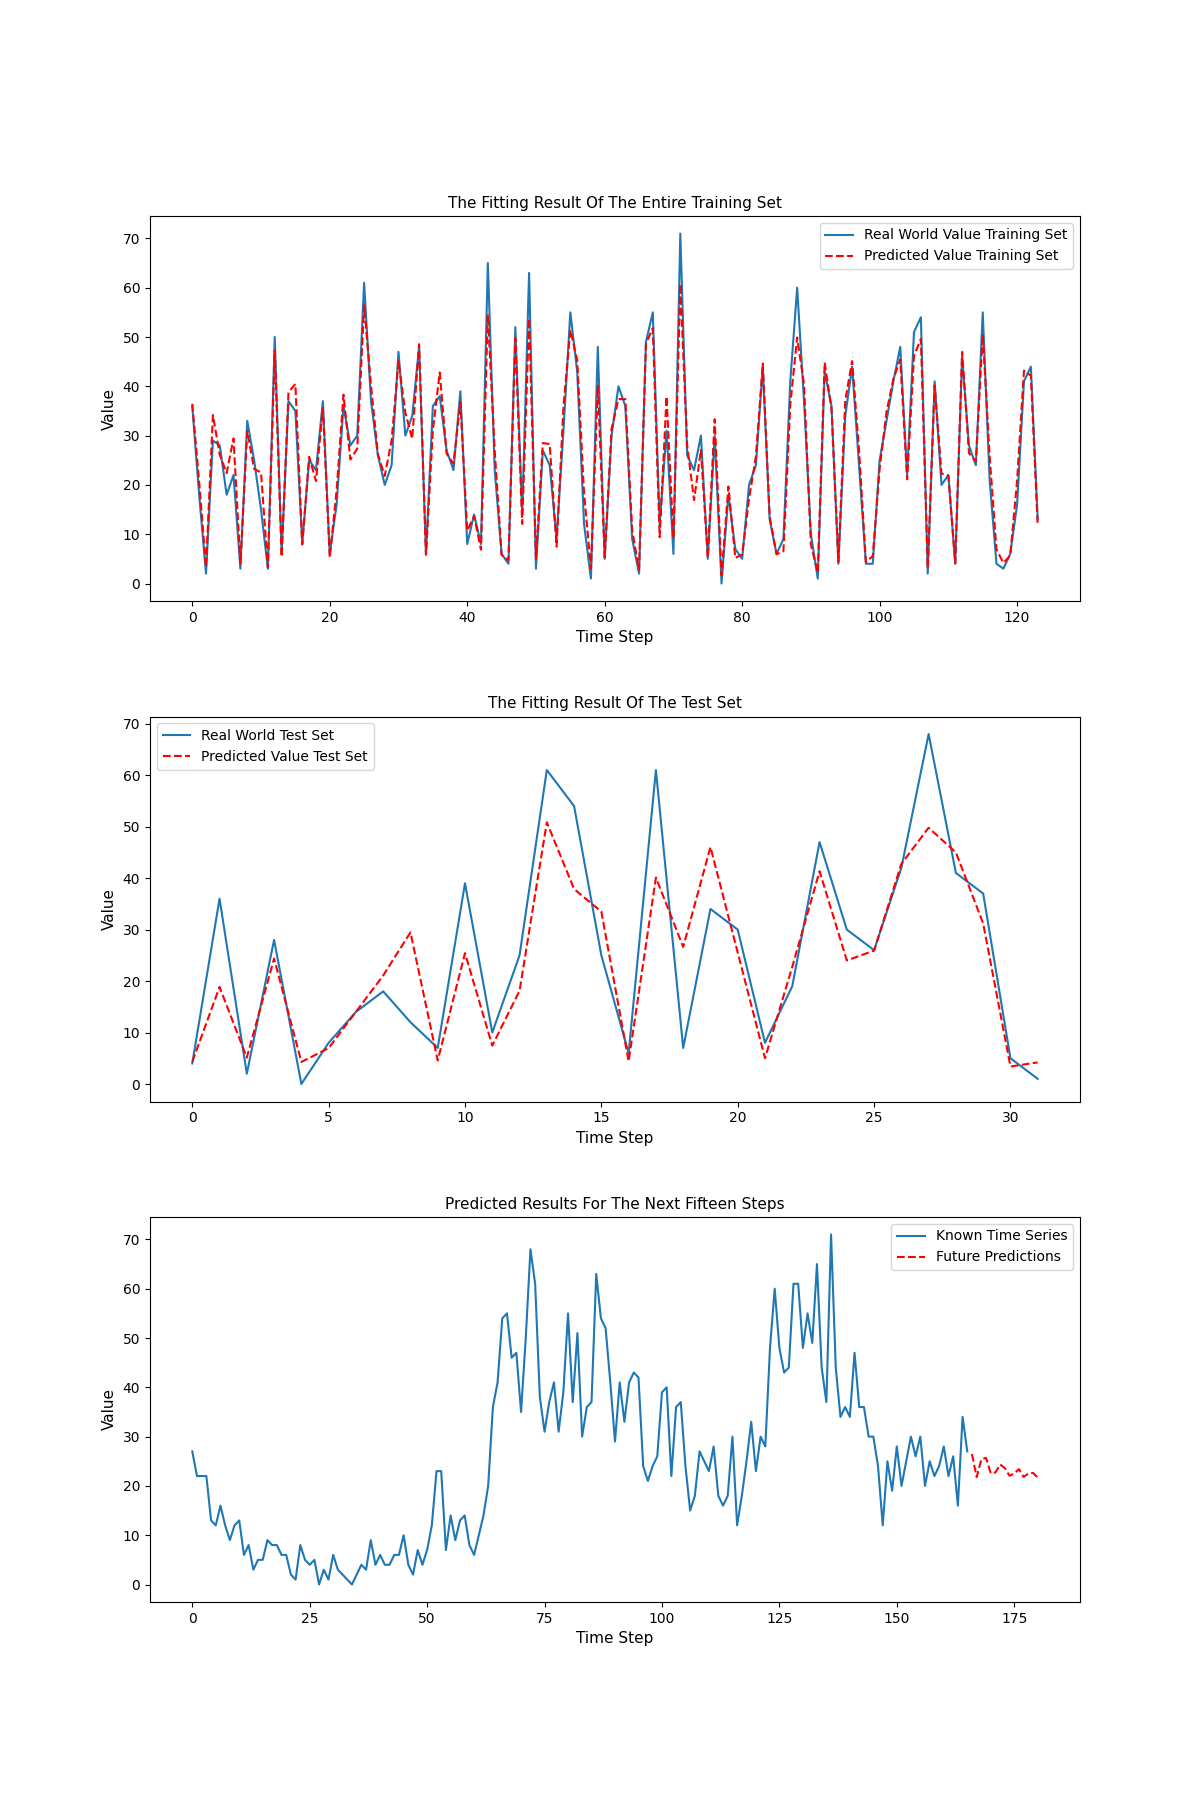 The Fitting Result Of The Entire Training Set
Real World Value Training Set
Predicted Value Training Set
Value
70
60
50
40
30
20
10
0
0 20 40 60 80 100 120
Time Step
The Fitting Result Of The Test Set
Real World Test Set
Predicted Value Test Set
Value
70
60
50
40
30
20
10
0
0 5 10 15 20 25 30
Time Step
Predicted Results For The Next Fifteen Steps
Known Time Series
Future Predictions
Value
70
60
50
40
30
20
10
0
0 25 50 75 100 125 150 175
Time Step